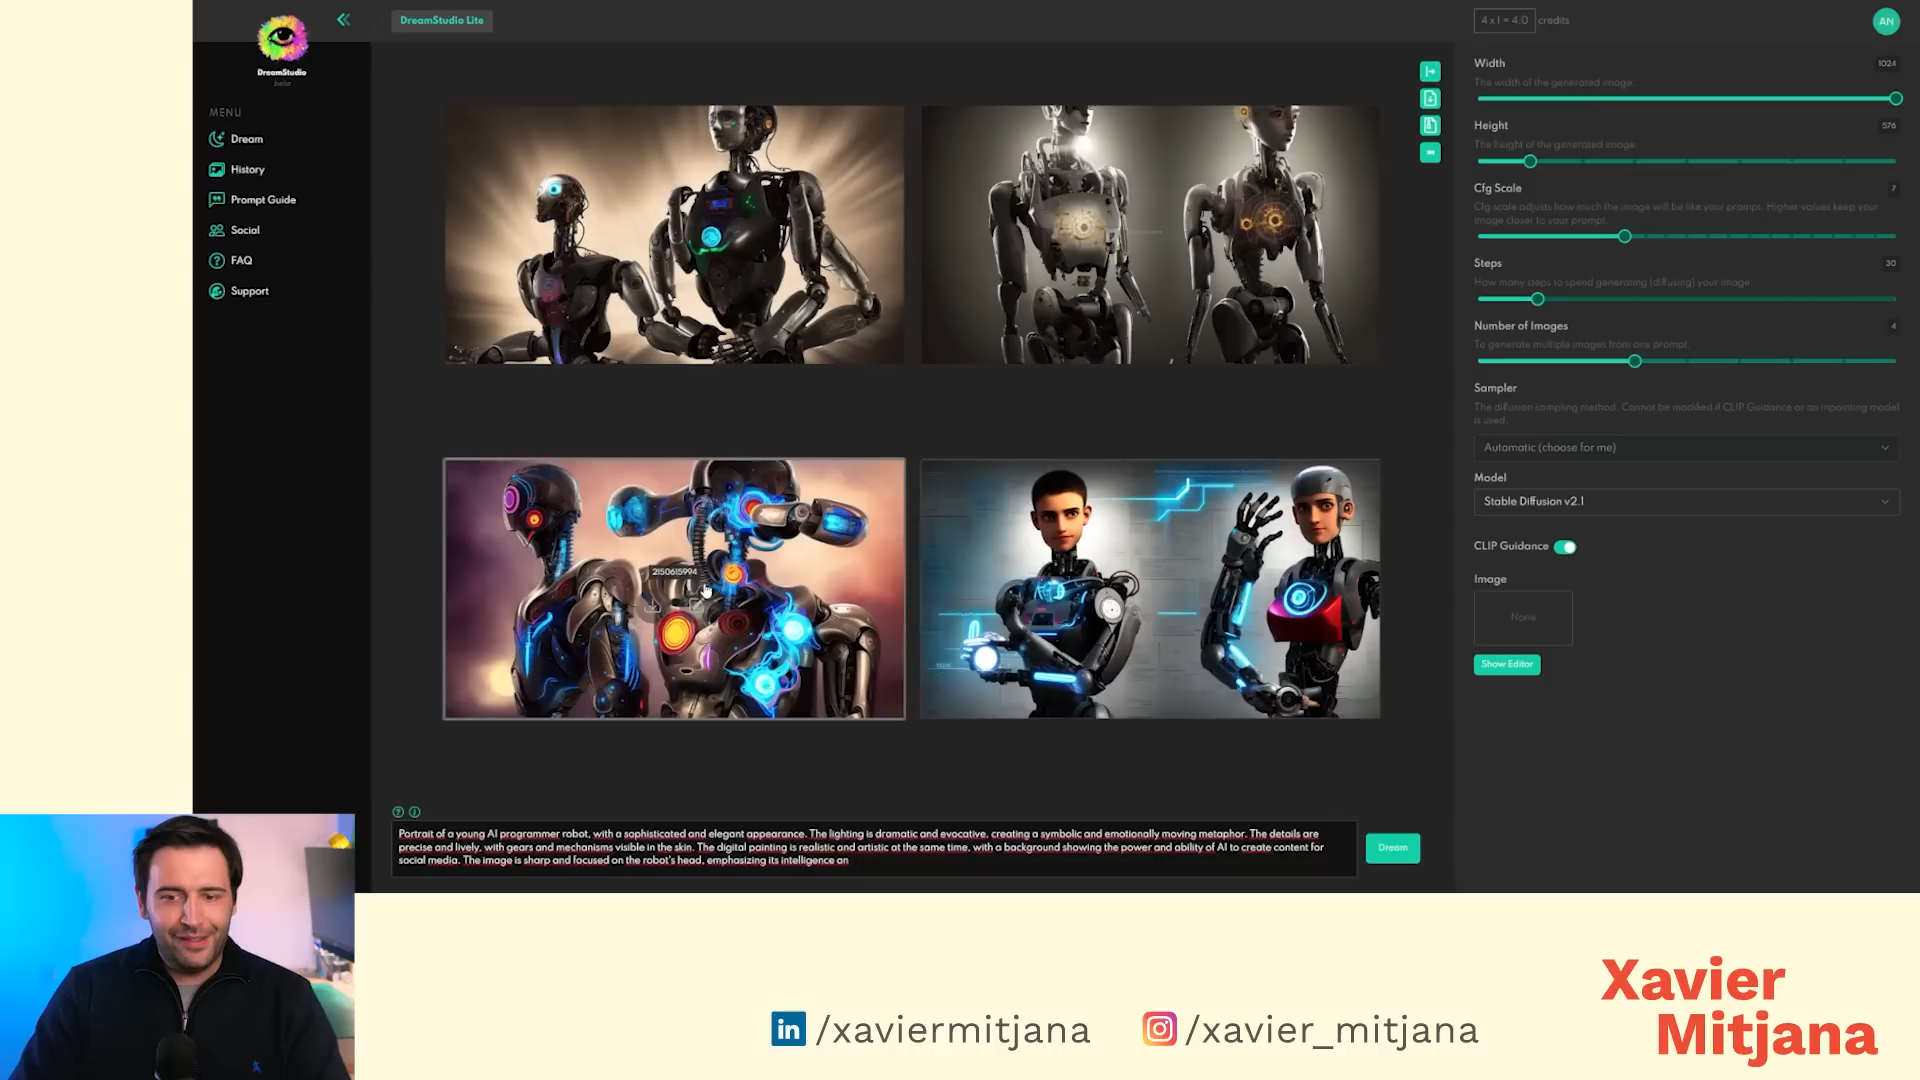 DreamStudio
beta
MENU
Dream
History
Prompt Guide
Social
FAQ
Support
DreamStudio Lite
2150615994
Portrait of a young AI programmer robot, with a sophisticated and elegant appearance. The lighting is dramatic and evocative, creating a symbolic and emotionally moving metaphor. The details are
precise and lively, with gears and mechanisms visible in the skin. The digital painting is realistic and artistic at the same time, with a background showing the power and ability of AI to create content for
social media. The image is sharp and focused on the robot's head, emphasizing its intelligence an
Dream
4 x 1 = 4.0 credits
AN
Width 1024
The width of the generated image.
Height 576
The height of the generated image.
Cfg Scale 7
Cfg scale adjusts how much the image will be like your prompt. Higher values keep your
image closer to your prompt.
Steps 30
How many steps to spend generating (diffusing) your image.
Number of Images 4
To generate multiple images from one prompt.
Sampler
The diffusion sampling method. Cannot be modified if CLIP Guidance or an inpainting model
is used.
Automatic (choose for me)
Model
Stable Diffusion v2.1
CLIP Guidance
Image
None
Show Editor
in /xaviermitjana
/xavier_mitjana
Xavier
Mitjana